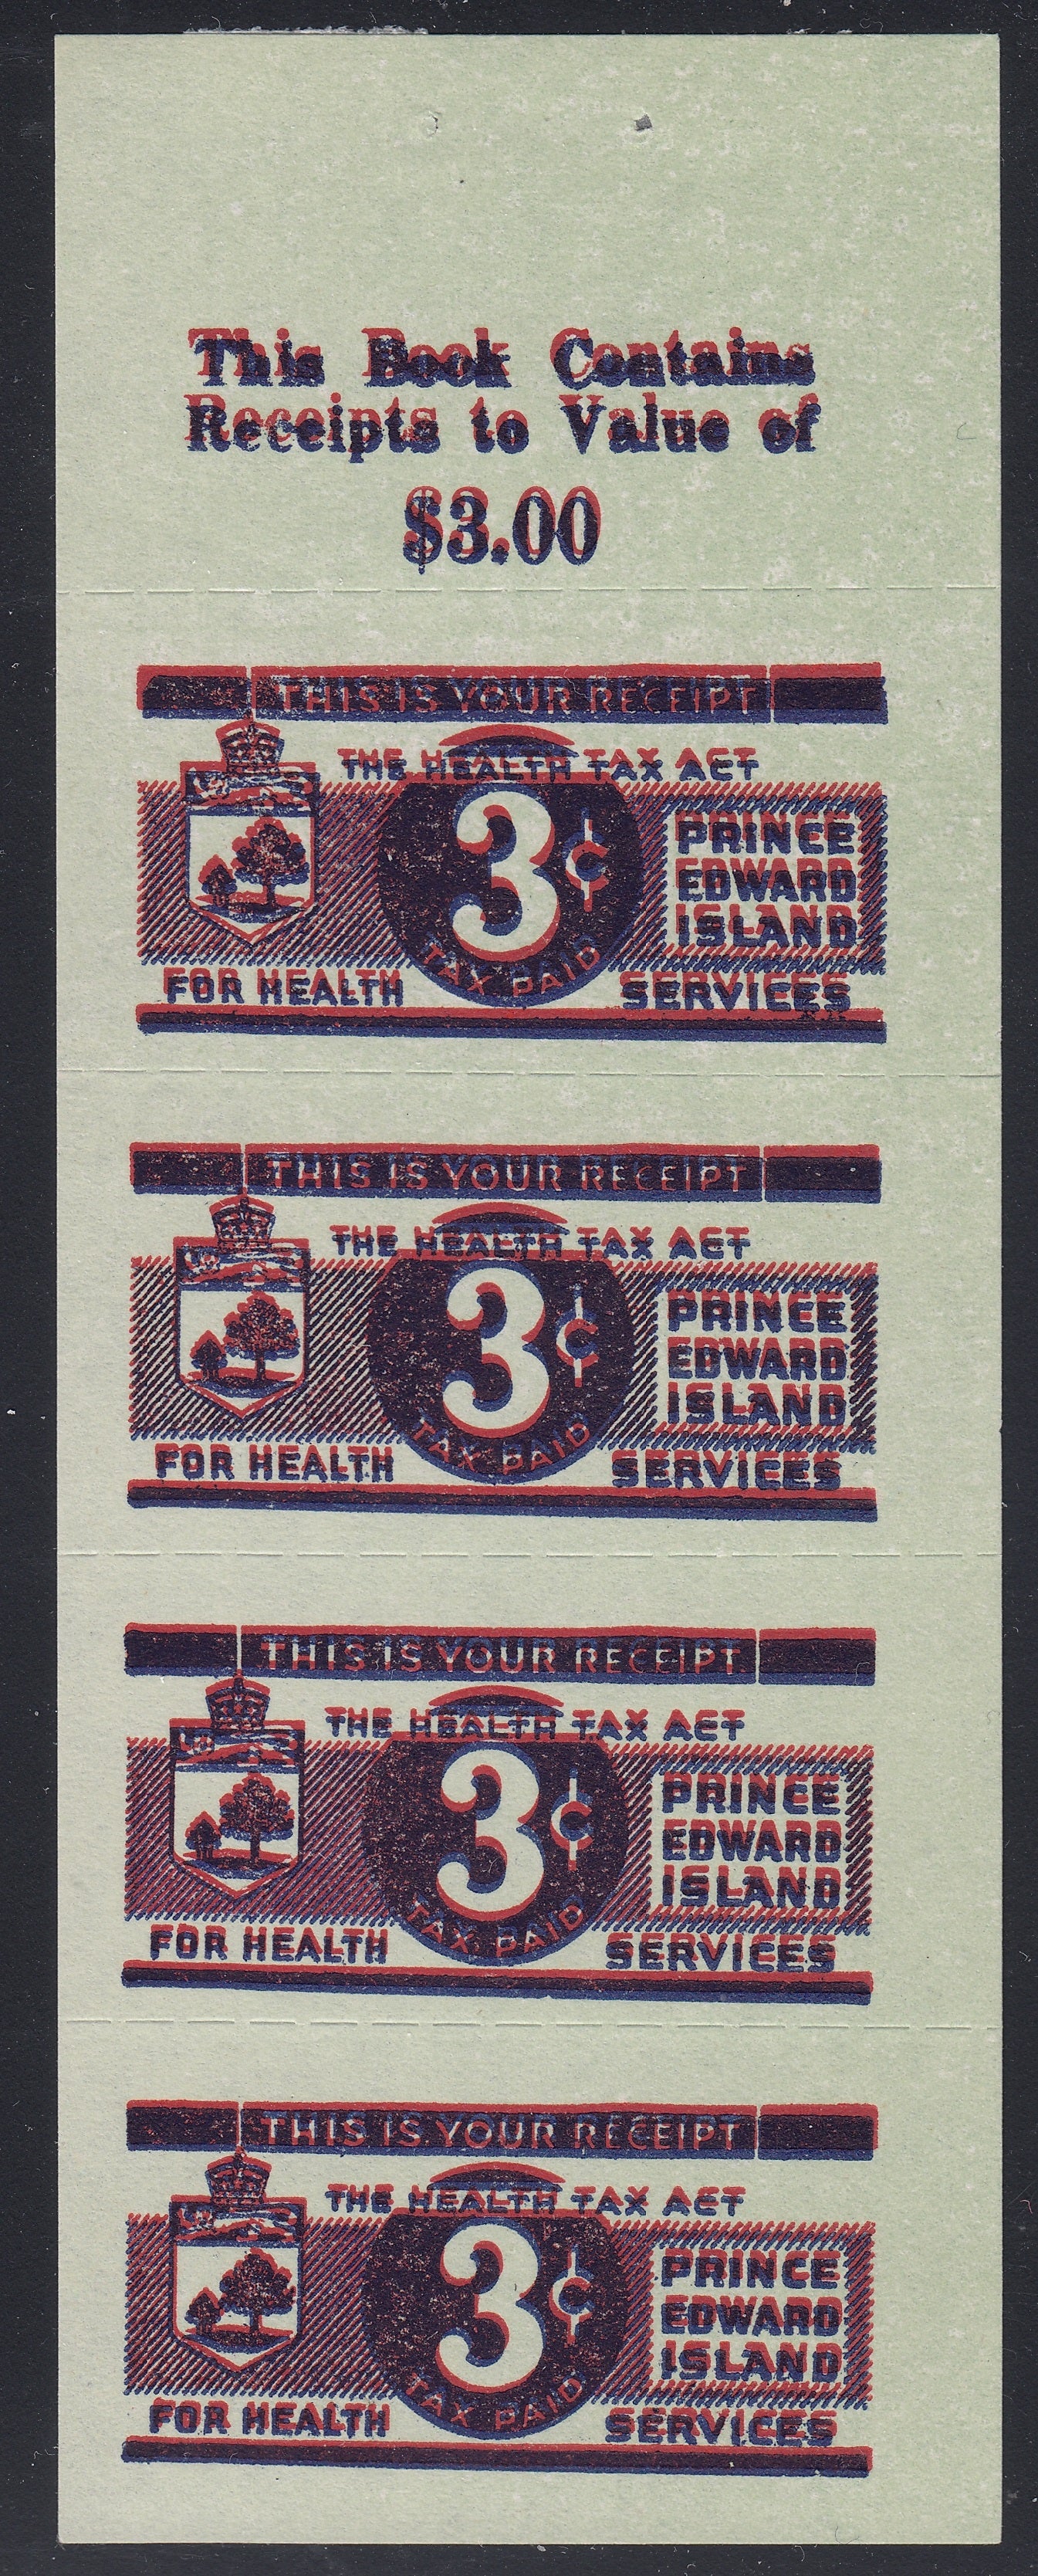 This Book Contains
Receipts to Value of
$3.00
THIS IS YOUR RECEIPT
THE HEALTH TAX ACT
3¢
PRINCE
EDWARD
ISLAND
TAX PAID
FOR HEALTH SERVICES
THIS IS YOUR RECEIPT
THE HEALTH TAX ACT
3¢
PRINCE
EDWARD
ISLAND
TAX PAID
FOR HEALTH SERVICES
THIS IS YOUR RECEIPT
THE HEALTH TAX ACT
3¢
PRINCE
EDWARD
ISLAND
TAX PAID
FOR HEALTH SERVICES
THIS IS YOUR RECEIPT
THE HEALTH TAX ACT
3¢
PRINCE
EDWARD
ISLAND
TAX PAID
FOR HEALTH SERVICES